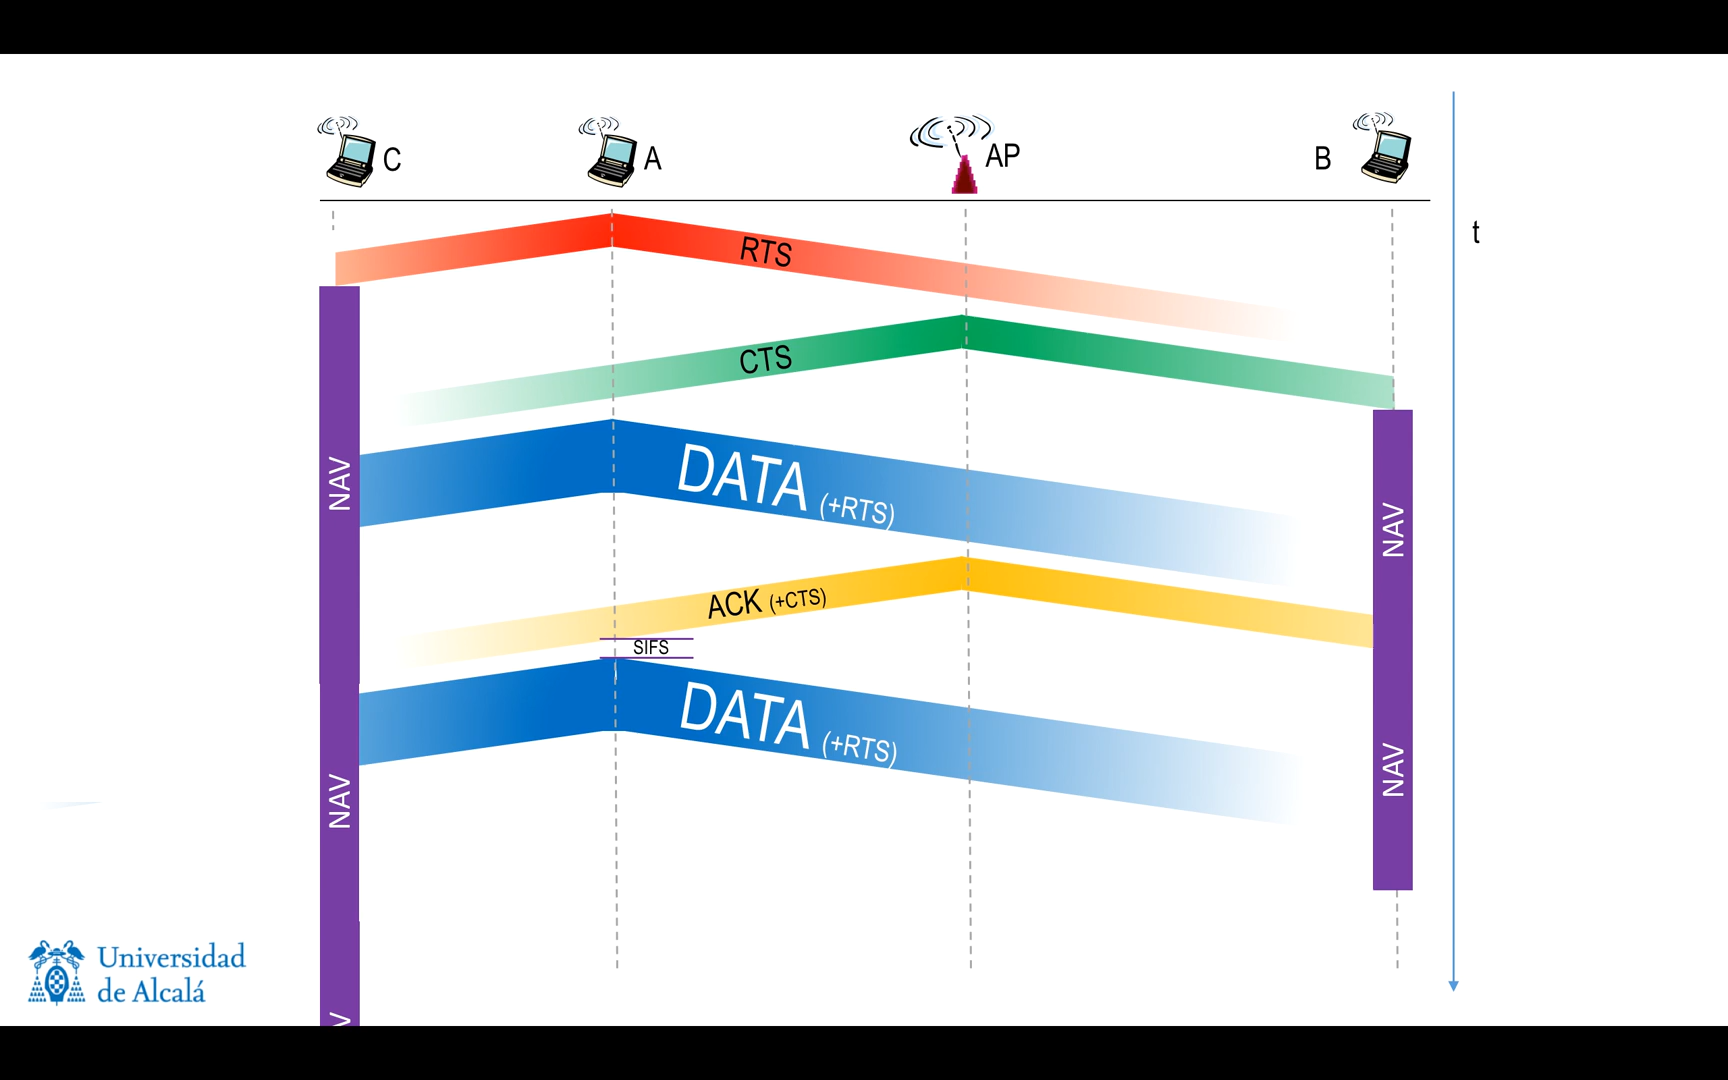 C
A
AP
B
t
RTS
CTS
NAV
DATA (+RTS)
NAV
ACK (+CTS)
SIFS
DATA (+RTS)
NAV
NAV
Universidad
de Alcalá